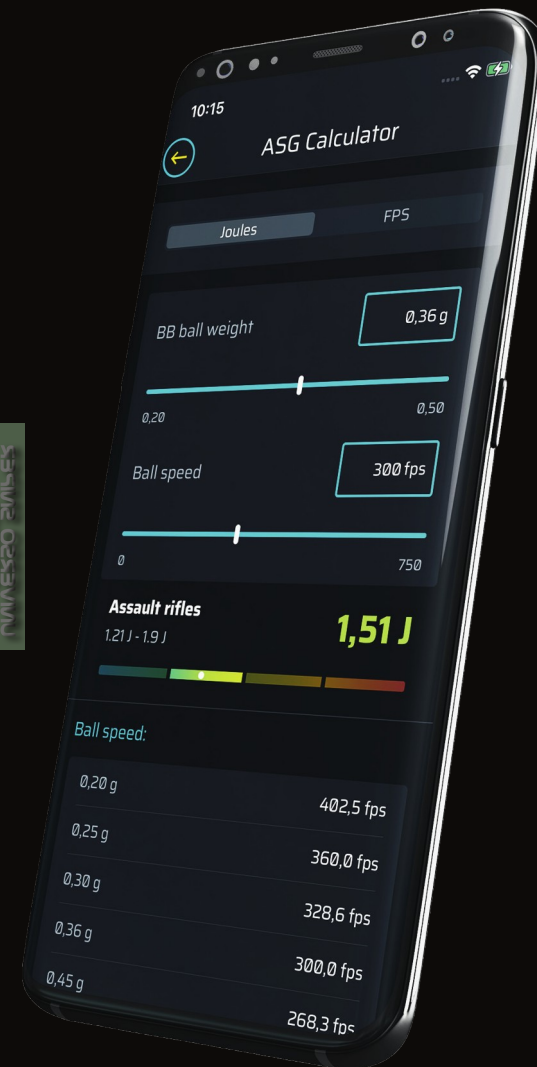 10:15
ASG Calculator
Joules FPS
BB ball weight 0,36 g
0,20 0,50
Ball speed 300 fps
0 750
Assault rifles
1.21 J - 1.9 J
1,51 J
Ball speed:
0,20 g 402,5 fps
0,25 g 360,0 fps
0,30 g 328,6 fps
0,36 g 300,0 fps
0,45 g 268,3 fps